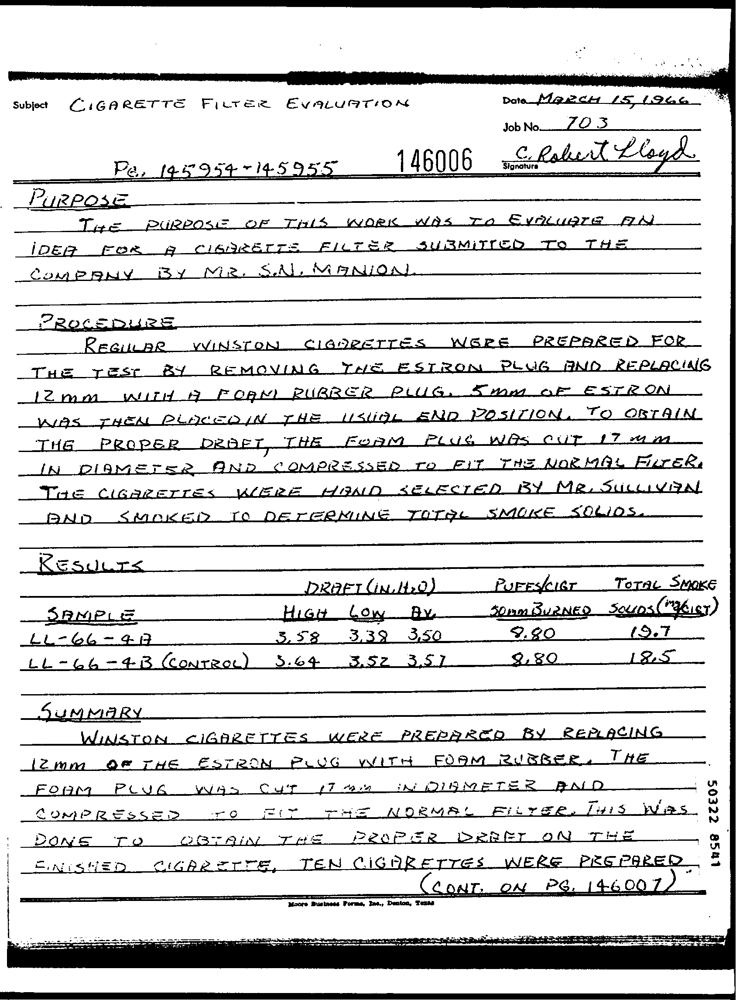 Subject CIGARETTE FILTER EVALUATION Date MARCH 15, 1966
Job No. 703
PG. 145954-145955 146006 C. Robert Lloyd
Signature
PURPOSE
THE PURPOSE OF THIS WORK WAS TO EVALUATE AN
IDEA FOR A CIGARETTE FILTER SUBMITTED TO THE
COMPANY BY MR. S.N. MANION.
PROCEDURE
REGULAR WINSTON CIGARETTES WERE PREPARED FOR
THE TEST BY REMOVING THE ESTRON PLUG AND REPLACING
12 mm WITH A FOAM RUBBER PLUG. 5 mm OF ESTRON
WAS THEN PLACED IN THE USUAL END POSITION. TO OBTAIN
THE PROPER DRAFT, THE FOAM PLUG WAS CUT 17 mm
IN DIAMETER AND COMPRESSED TO FIT THE NORMAL FILTER.
THE CIGARETTES WERE HAND SELECTED BY MR. SULLIVAN
AND SMOKED TO DETERMINE TOTAL SMOKE SOLIDS.
RESULTS
DRAFT (IN. H2O) PUFFS/CIGT TOTAL SMOKE
SAMPLE HIGH LOW AV. 50mm BURNED SOLIDS (mg/CIGT)
LL-66-4A 3.58 3.38 3.50 9.80 19.7
LL-66-4B (CONTROL) 3.64 3.52 3.57 9.80 18.5
SUMMARY
WINSTON CIGARETTES WERE PREPARED BY REPLACING
12 mm OF THE ESTRON PLUG WITH FOAM RUBBER. THE
FOAM PLUG WAS CUT 17 mm IN DIAMETER AND
COMPRESSED TO FIT THE NORMAL FILTER. THIS WAS
DONE TO OBTAIN THE PROPER DRAFT ON THE
FINISHED CIGARETTE. TEN CIGARETTES WERE PREPARED
(CONT. ON PG. 146007)
Moore Business Forms, Inc., Denton, Texas
50322 8541